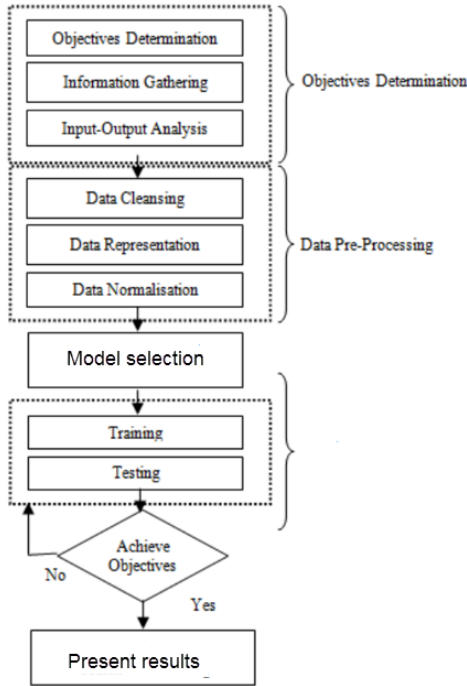 Objectives Determination
Information Gathering
Objectives Determination
Input-Output Analysis
Data Cleansing
Data Representation
Data Pre-Processing
Data Normalisation
Model selection
Training
Testing
Achieve
Objectives
No
Yes
Present results